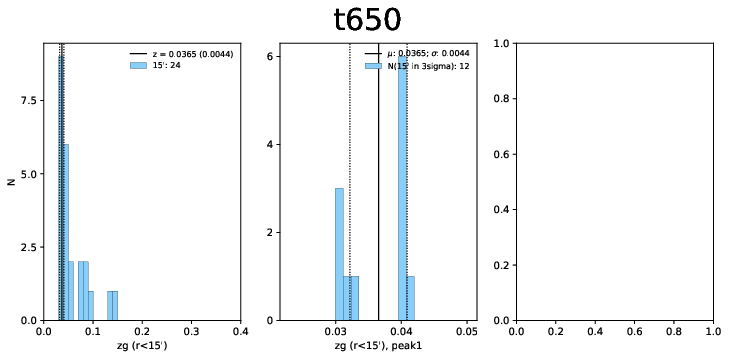 t650
z = 0.0365 (0.0044)
15': 24
N
7.5
5.0
2.5
0.0
0.0 0.1 0.2 0.3 0.4
zg (r<15')
μ: 0.0365; σ: 0.0044
N(15' in 3sigma): 12
6
4
2
0
0.03 0.04 0.05
zg (r<15'), peak1
1.0
0.8
0.6
0.4
0.2
0.0
0.0 0.2 0.4 0.6 0.8 1.0